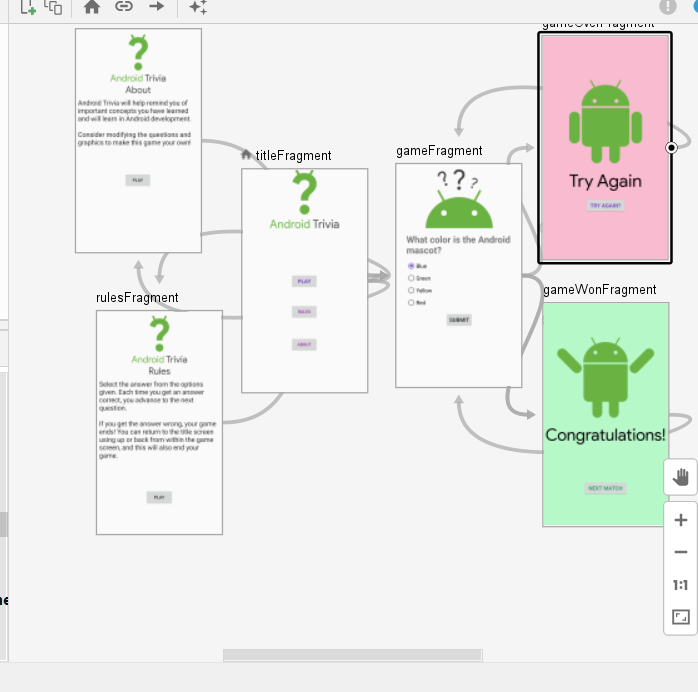 gameOverFragment
Android Trivia
About
Android Trivia will help remind you of
important concepts you have learned
and will learn in Android development.
Consider modifying the questions and
graphics to make this game your own!
PLAY
titleFragment
Android Trivia
PLAY
RULES
ABOUT
gameFragment
? ? ?
What color is the Android
mascot?
Blue
Green
Yellow
Red
SUBMIT
Try Again
TRY AGAIN?
rulesFragment
Android Trivia
Rules
Select the answer from the options
given. Each time you get an answer
correct, you advance to the next
question.
If you get the answer wrong, your game
ends! You can return to the title screen
using up or back from within the game
screen, and this will also end your
game.
PLAY
gameWonFragment
Congratulations!
NEXT MATCH
1:1